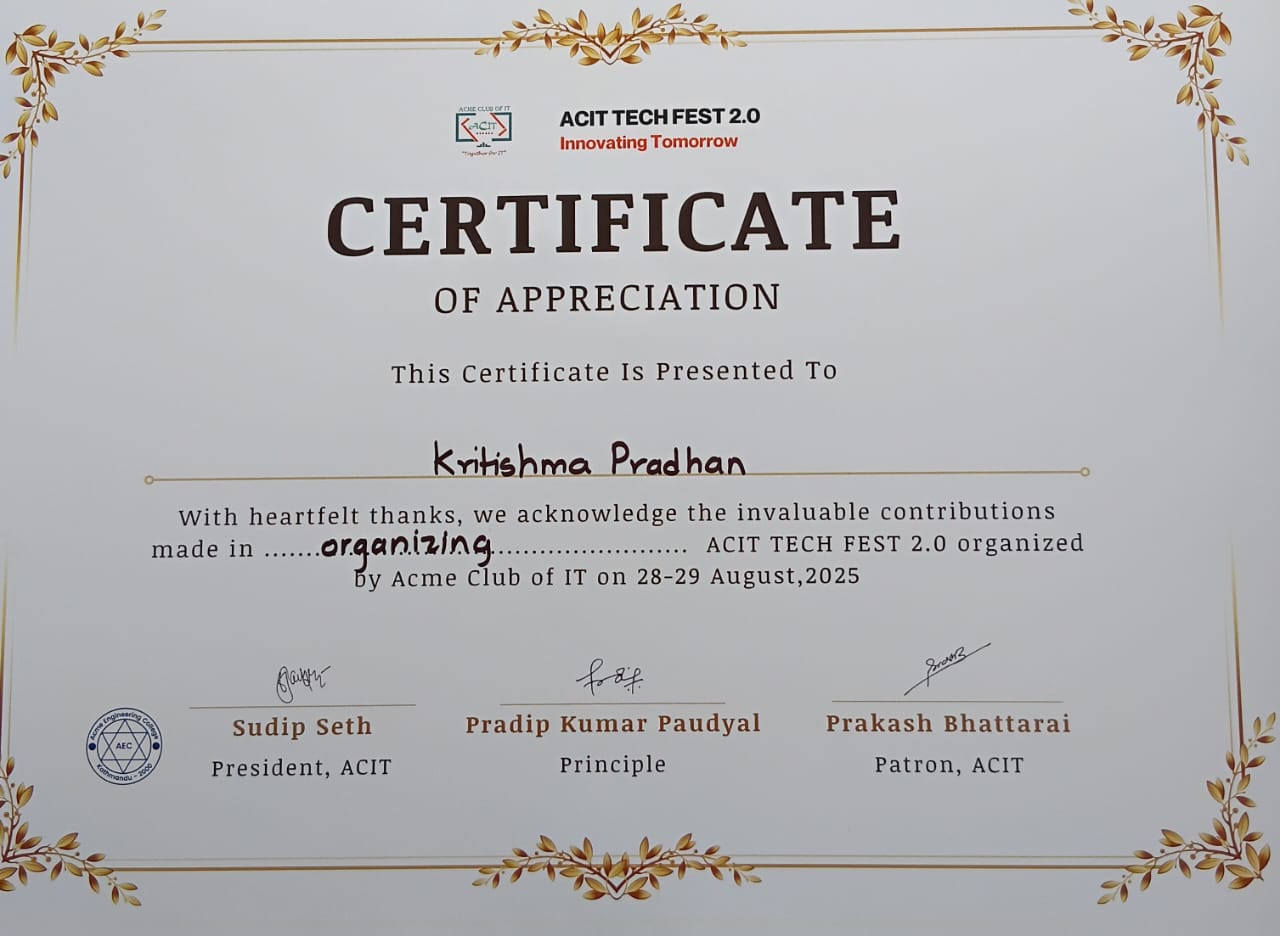 ACME CLUB OF IT
ACIT
"Together for IT"
ACIT TECH FEST 2.0
Innovating Tomorrow
CERTIFICATE
OF APPRECIATION
This Certificate Is Presented To
Kritishma Pradhan
With heartfelt thanks, we acknowledge the invaluable contributions
made in .......organizing........................ ACIT TECH FEST 2.0 organized
by Acme Club of IT on 28-29 August,2025
Sudip Seth
President, ACIT
Pradip Kumar Paudyal
Principle
Prakash Bhattarai
Patron, ACIT
Acme Engineering College
AEC
Kathmandu - 2000